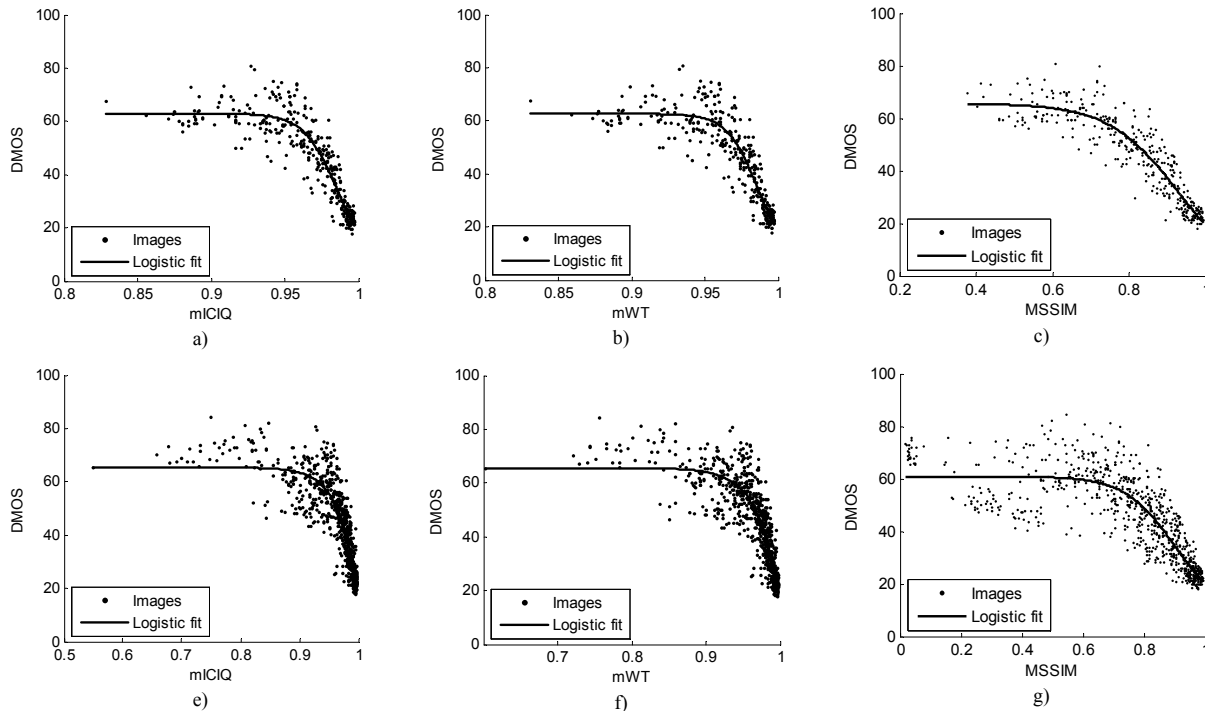 100
80
60
40
20
0
DMOS
Images
Logistic fit
0.8 0.85 0.9 0.95 1
mICIQ
a)
100
80
60
40
20
0
DMOS
Images
Logistic fit
0.8 0.85 0.9 0.95 1
mWT
b)
100
80
60
40
20
0
DMOS
Images
Logistic fit
0.2 0.4 0.6 0.8 1
MSSIM
c)
100
80
60
40
20
0
DMOS
Images
Logistic fit
0.5 0.6 0.7 0.8 0.9 1
mICIQ
e)
100
80
60
40
20
0
DMOS
Images
Logistic fit
0.7 0.8 0.9 1
mWT
f)
100
80
60
40
20
0
DMOS
Images
Logistic fit
0 0.2 0.4 0.6 0.8 1
MSSIM
g)